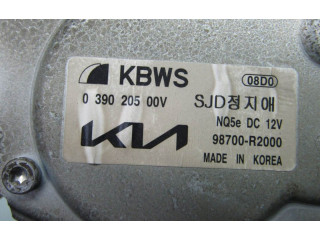 KBWS 08D0
0 390 205 00V SJD정지애
KIA NQ5e DC 12V
98700-R2000
MADE IN KOREA